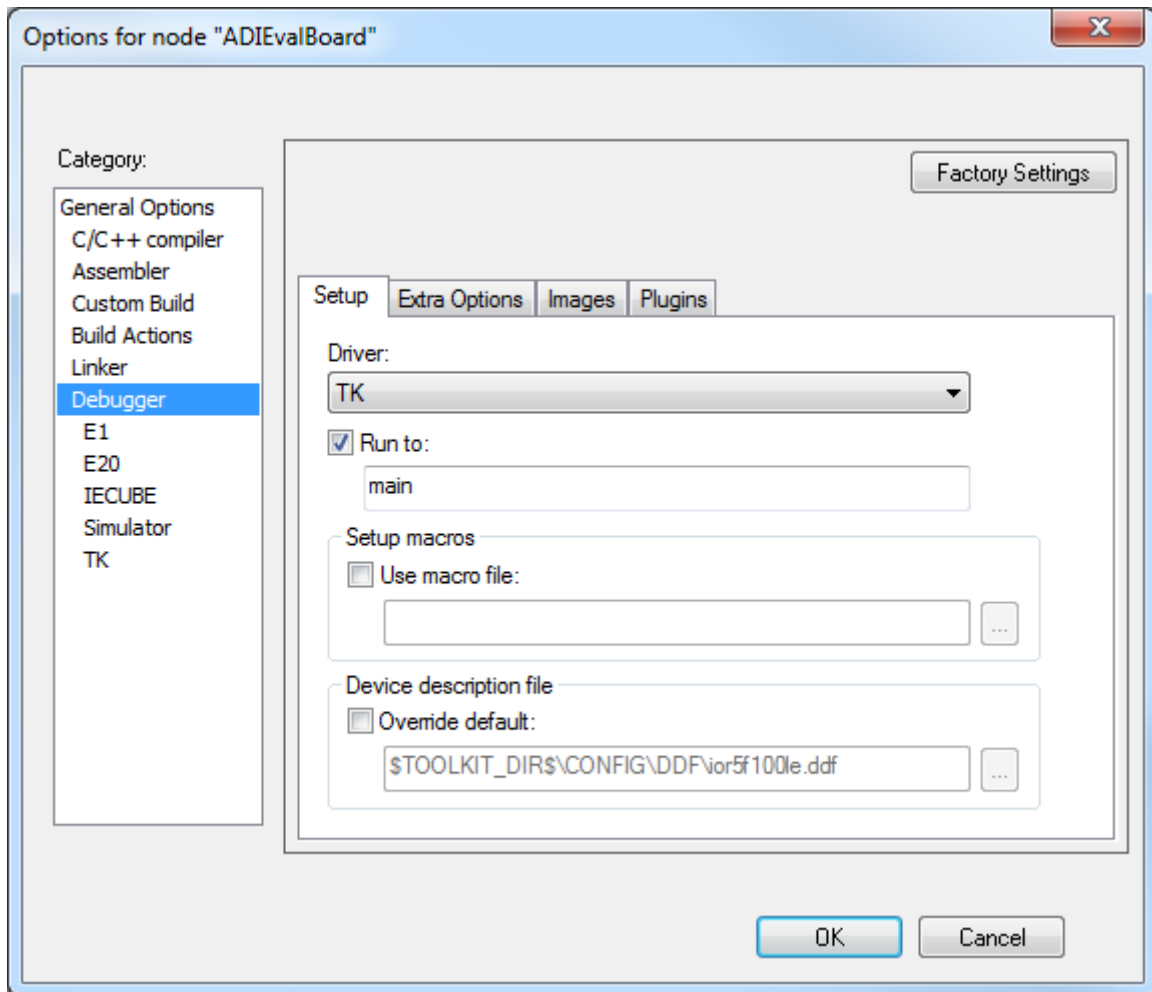 Options for node "ADIEvalBoard"
Category:
Factory Settings
General Options
C/C++ compiler
Assembler
Custom Build
Build Actions
Linker
Debugger
E1
E20
IECUBE
Simulator
TK
Setup Extra Options Images Plugins
Driver:
TK
Run to:
main
Setup macros
Use macro file:
...
Device description file
Override default:
$TOOLKIT_DIR$\CONFIG\DDF\ior5f100le.ddf
...
OK Cancel